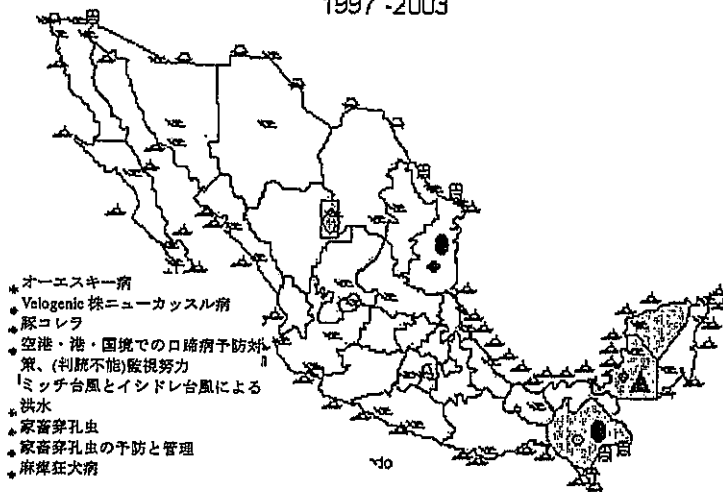 1997 -2003
オーエスキー病
Velogenic 株ニューカッスル病
豚コレラ
空港・港・国境での口蹄病予防対
策、(判読不能)監視努力
ミッチ台風とイシドレ台風による
洪水
家畜穿孔虫
家畜穿孔虫の予防と管理
麻痺狂犬病
do